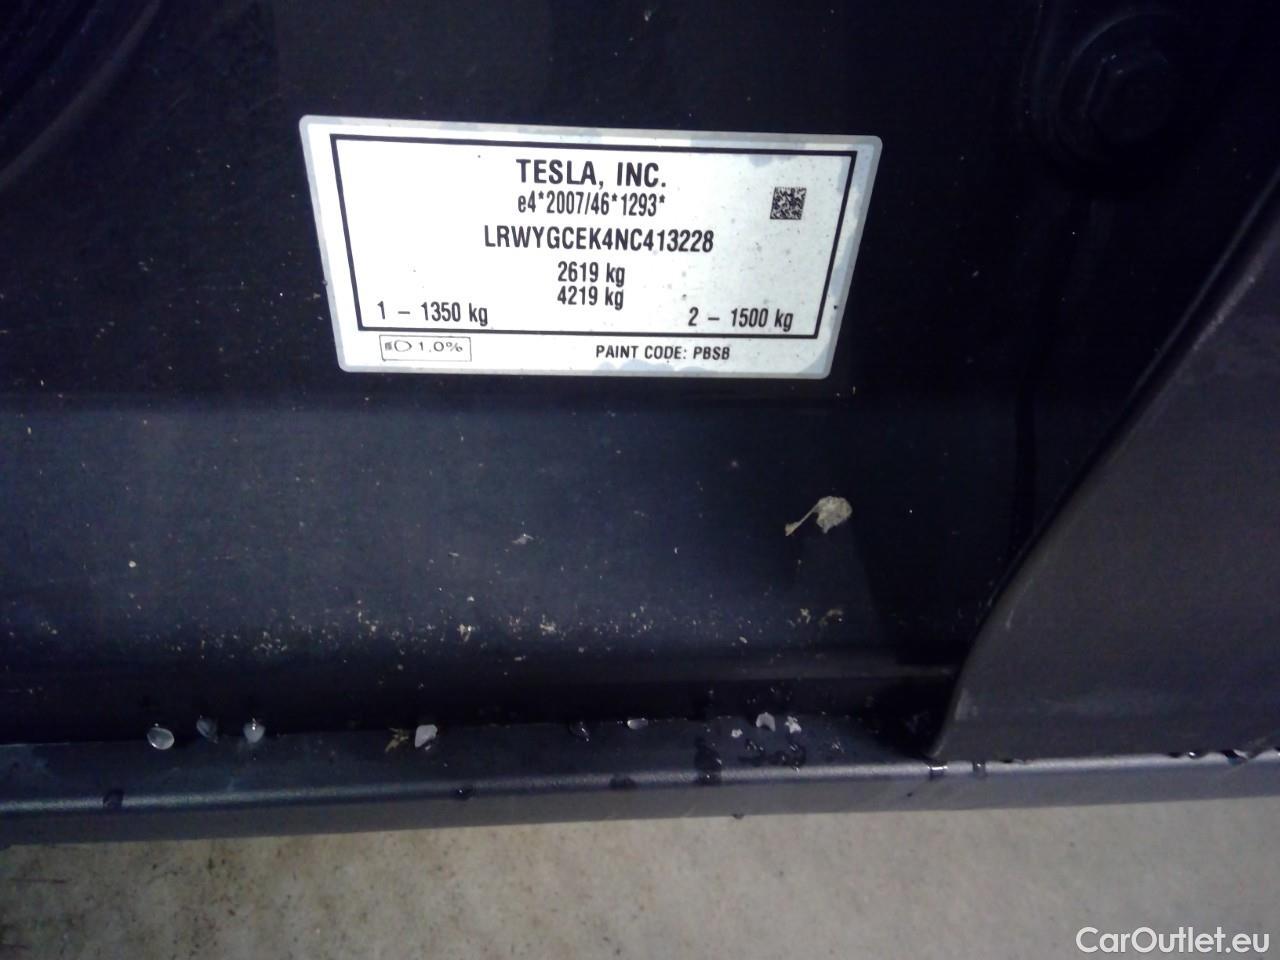 TESLA, INC.
e4*2007/46*1293*
LRWYGCEK4NC413228
2619 kg
4219 kg
1 – 1350 kg
2 – 1500 kg
1,0%
PAINT CODE: PBSB
CarOutlet.eu